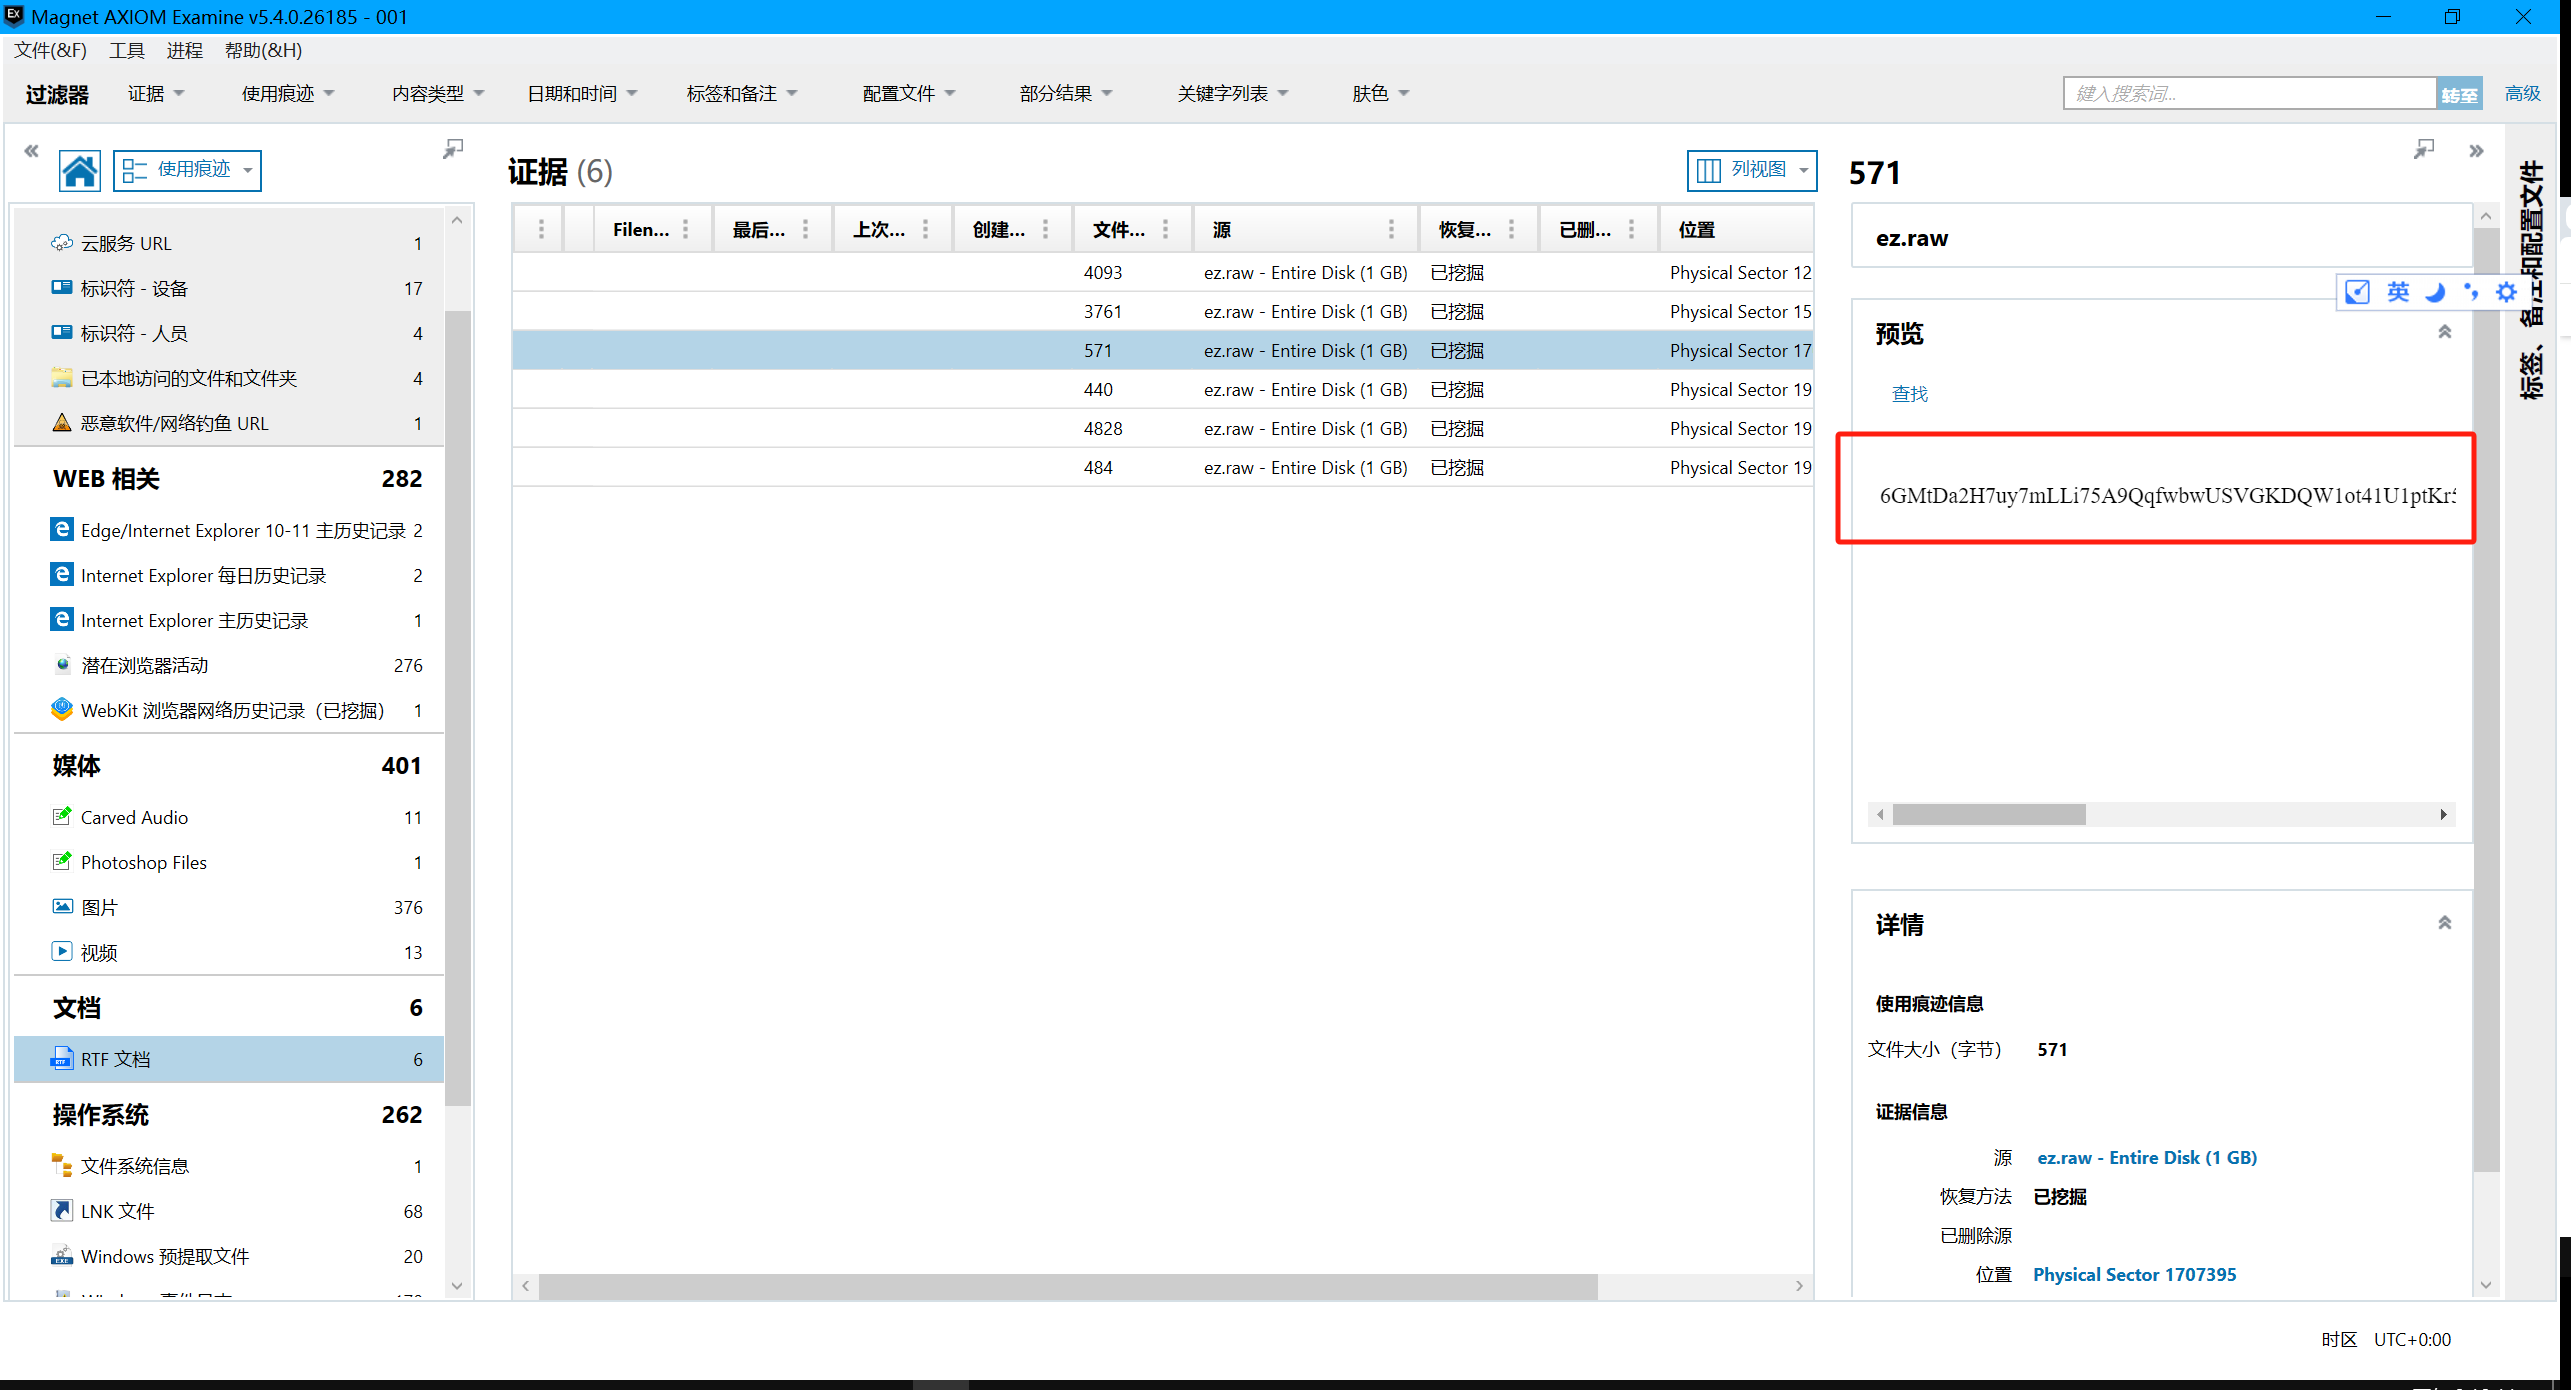 Magnet AXIOM Examine v5.4.0.26185 - 001
文件(&F) 工具 进程 帮助(&H)
过滤器 证据 使用痕迹 内容类型 日期和时间 标签和备注 配置文件 部分结果 关键字列表 肤色 键入搜索词... 转至 高级
使用痕迹
云服务 URL 1
标识符 - 设备 17
标识符 - 人员 4
已本地访问的文件和文件夹 4
恶意软件/网络钓鱼 URL 1
WEB 相关 282
Edge/Internet Explorer 10-11 主历史记录 2
Internet Explorer 每日历史记录 2
Internet Explorer 主历史记录 1
潜在浏览器活动 276
WebKit 浏览器网络历史记录（已挖掘） 1
媒体 401
Carved Audio 11
Photoshop Files 1
图片 376
视频 13
文档 6
RTF 文档 6
操作系统 262
文件系统信息 1
LNK 文件 68
Windows 预提取文件 20
证据 (6)
列视图
Filen... 最后... 上次... 创建... 文件... 源 恢复... 已删... 位置
4093 ez.raw - Entire Disk (1 GB) 已挖掘 Physical Sector 12
3761 ez.raw - Entire Disk (1 GB) 已挖掘 Physical Sector 15
571 ez.raw - Entire Disk (1 GB) 已挖掘 Physical Sector 17
440 ez.raw - Entire Disk (1 GB) 已挖掘 Physical Sector 19
4828 ez.raw - Entire Disk (1 GB) 已挖掘 Physical Sector 19
484 ez.raw - Entire Disk (1 GB) 已挖掘 Physical Sector 19
571
ez.raw
英
预览
查找
6GMtDa2H7uy7mLLi75A9QqfwbwUSVGKDQW1ot41U1ptKr5
详情
使用痕迹信息
文件大小（字节） 571
证据信息
源 ez.raw - Entire Disk (1 GB)
恢复方法 已挖掘
已删除源
位置 Physical Sector 1707395
标签、备注和配置文件
时区 UTC+0:00